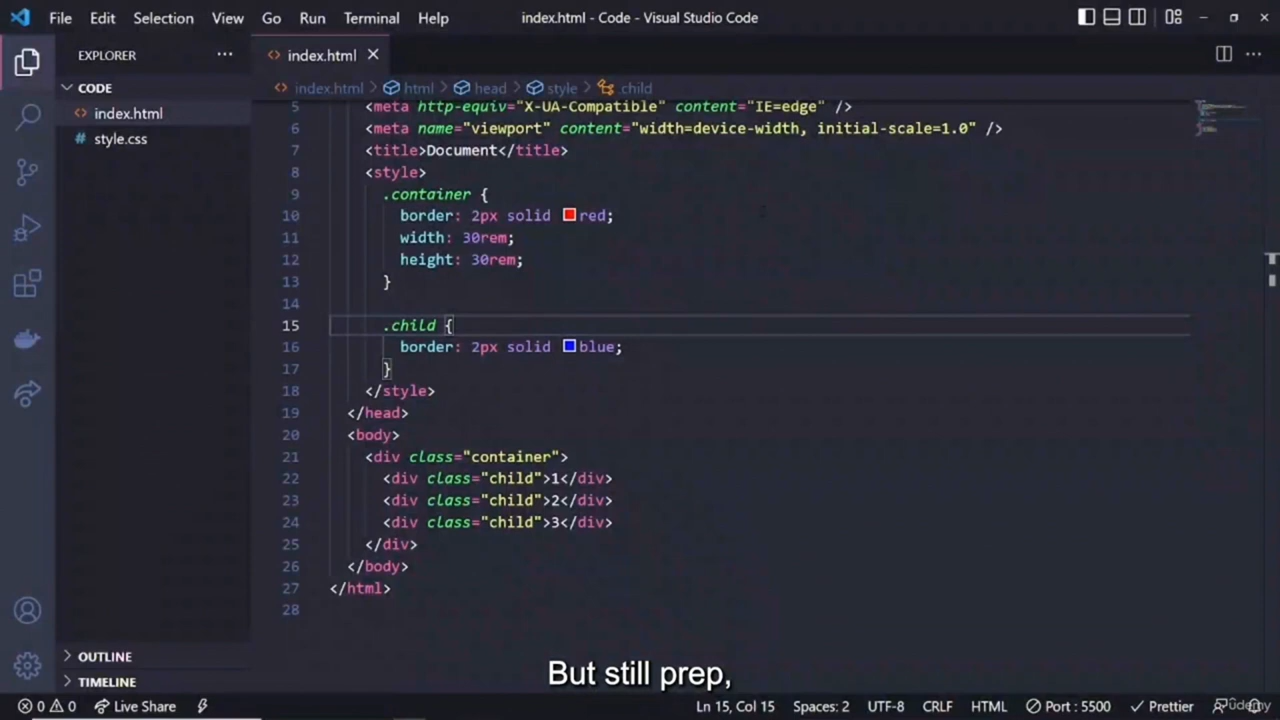 File Edit Selection View Go Run Terminal Help index.html - Code - Visual Studio Code
EXPLORER
CODE
index.html
style.css
OUTLINE
TIMELINE
index.html
index.html > html > head > style > .child
5 <meta http-equiv="X-UA-Compatible" content="IE=edge" />
6 <meta name="viewport" content="width=device-width, initial-scale=1.0" />
7 <title>Document</title>
8 <style>
9 .container {
10 border: 2px solid red;
11 width: 30rem;
12 height: 30rem;
13 }
14
15 .child {
16 border: 2px solid blue;
17 }
18 </style>
19 </head>
20 <body>
21 <div class="container">
22 <div class="child">1</div>
23 <div class="child">2</div>
24 <div class="child">3</div>
25 </div>
26 </body>
27 </html>
28
But still prep,
0 0 Live Share Ln 15, Col 15 Spaces: 2 UTF-8 CRLF HTML Port : 5500 Prettier
Udemy